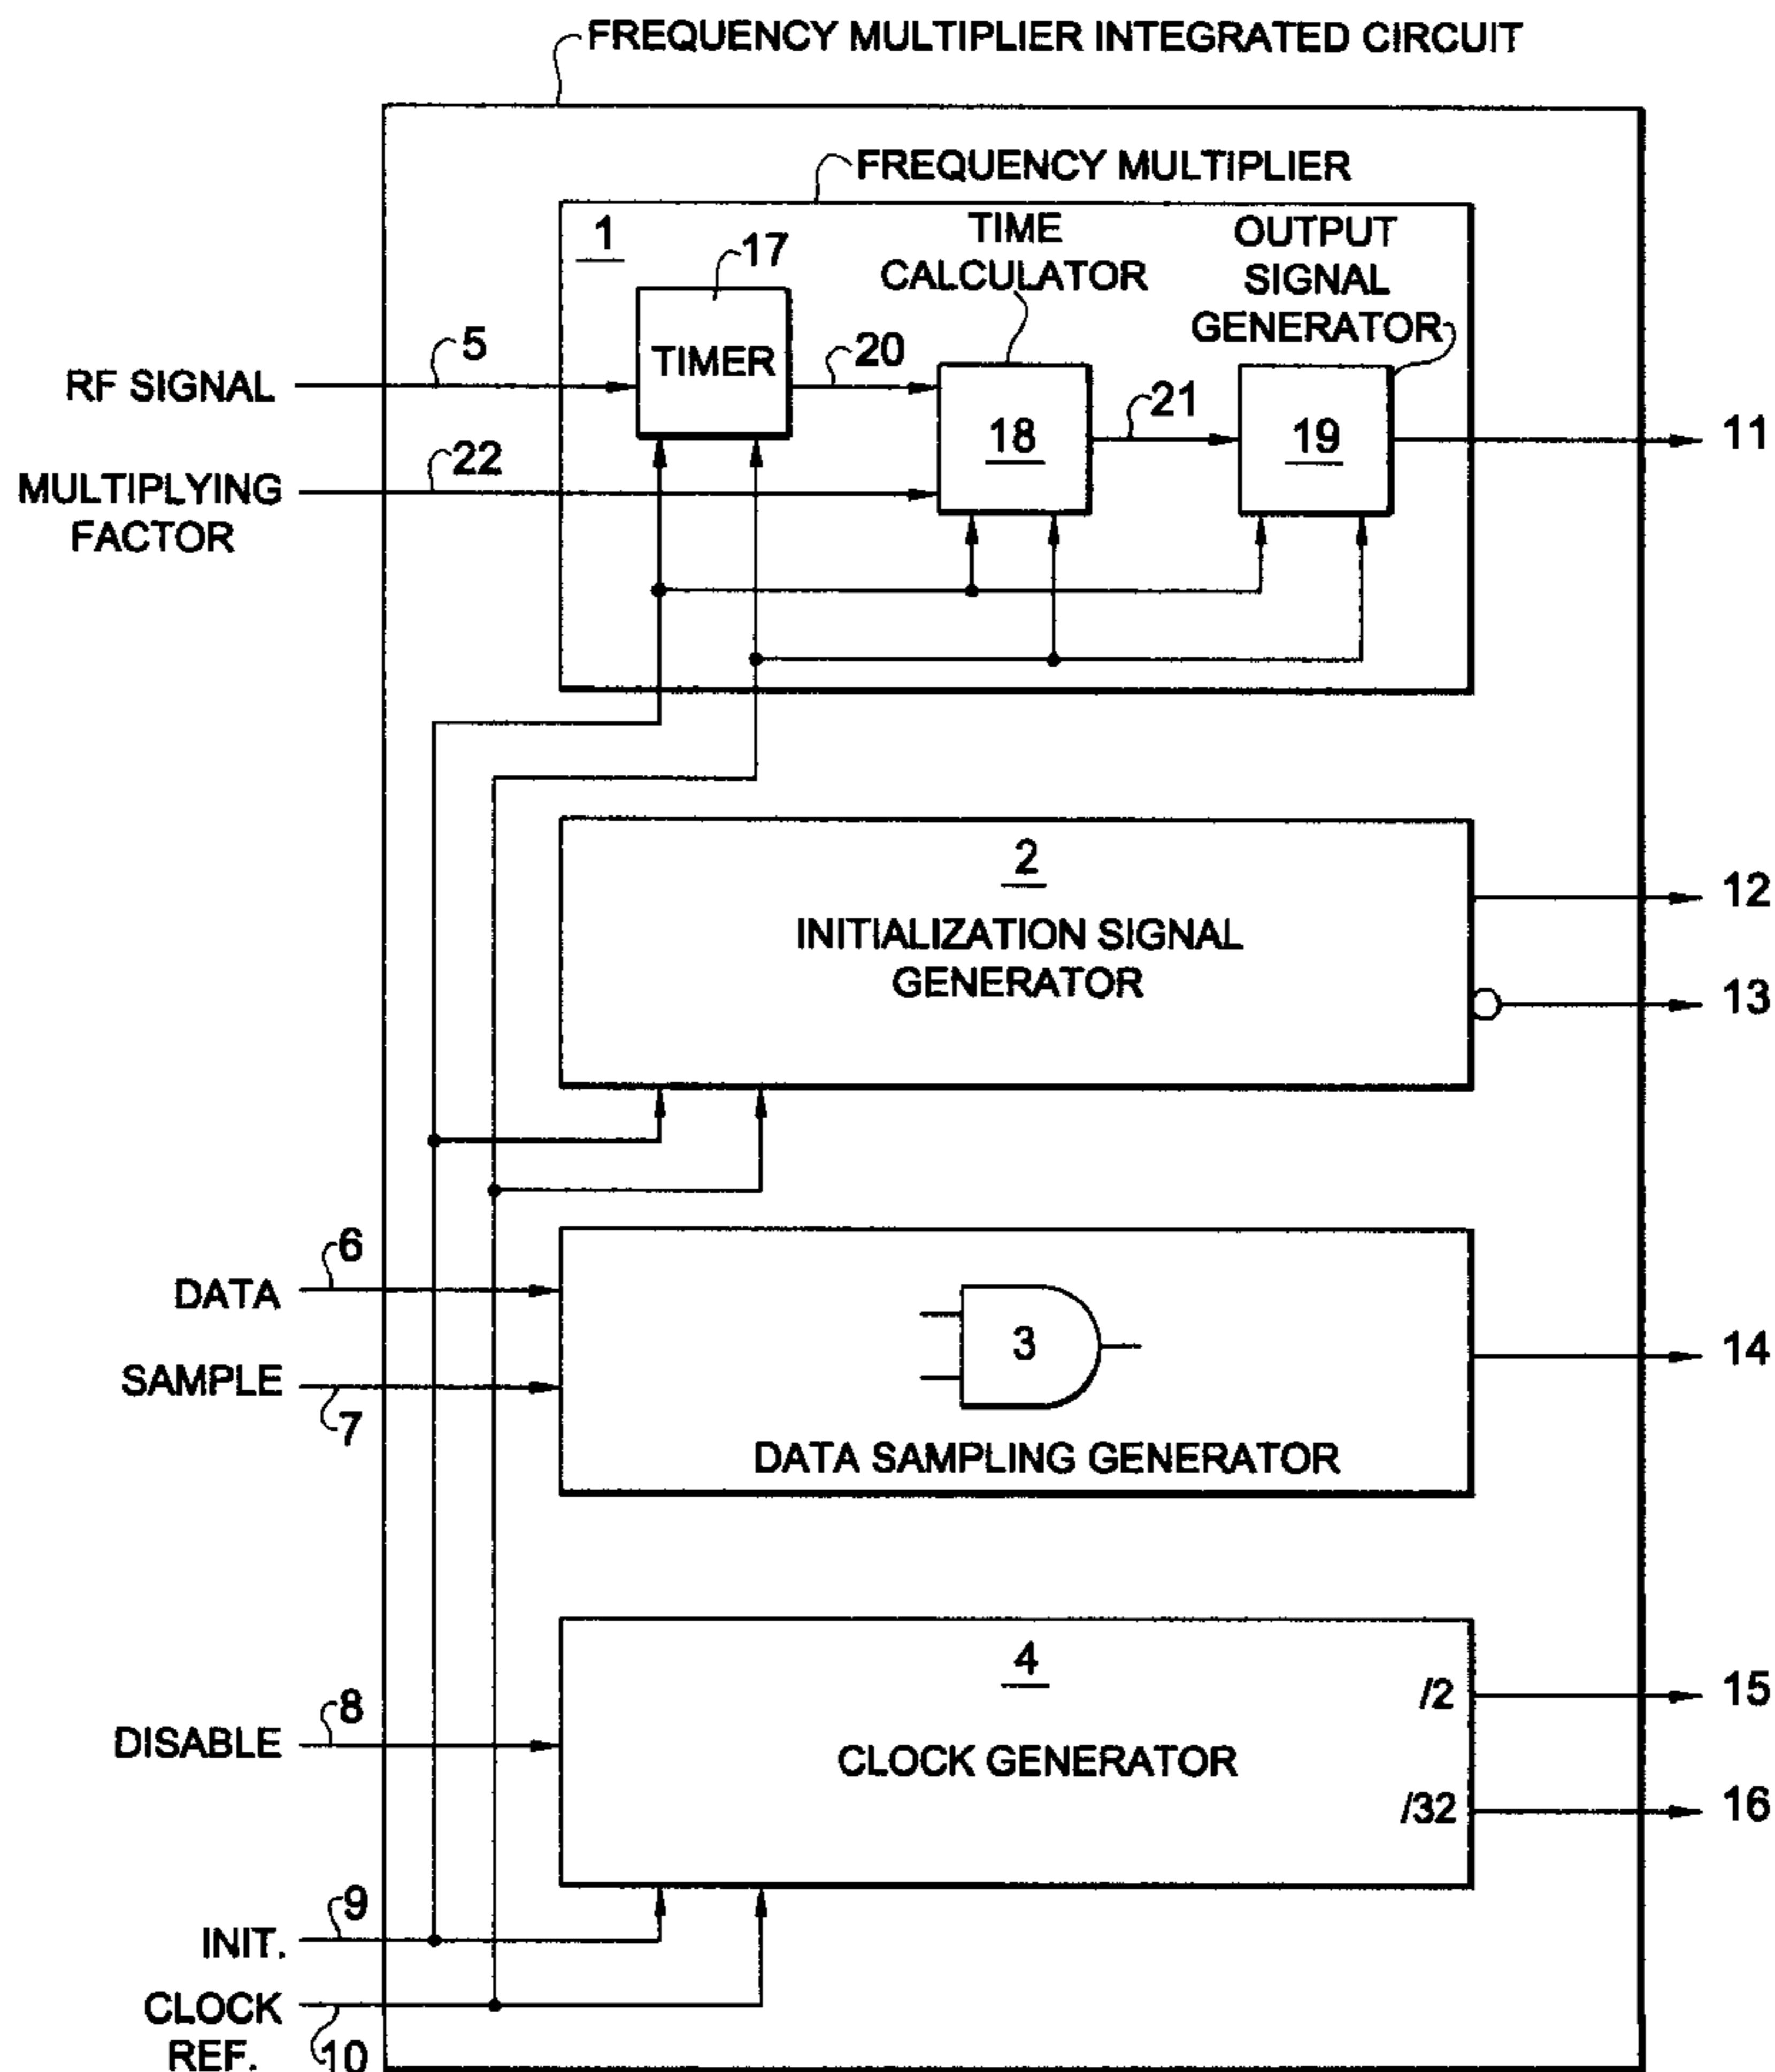 FREQUENCY MULTIPLIER INTEGRATED CIRCUIT
FREQUENCY MULTIPLIER
1
17
TIME
CALCULATOR
OUTPUT
SIGNAL
GENERATOR
RF SIGNAL
5
TIMER
20
18
21
19
11
MULTIPLYING
FACTOR
22
2
INITIALIZATION SIGNAL
GENERATOR
12
13
DATA
6
SAMPLE
7
3
DATA SAMPLING GENERATOR
14
DISABLE
8
4
CLOCK GENERATOR
/2
15
/32
16
INIT.
9
CLOCK
REF.
10